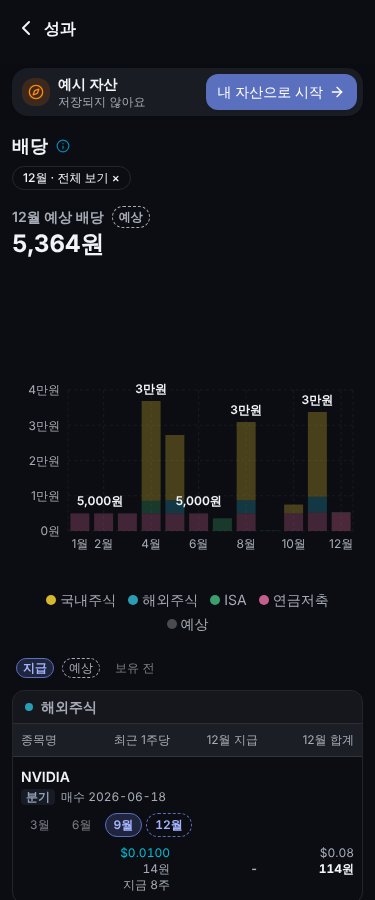 성과
예시 자산
저장되지 않아요
내 자산으로 시작 →
배당
12월 · 전체 보기 ×
12월 예상 배당 예상
5,364원
4만원
3만원
2만원
1만원
0원
5,000원
3만원
5,000원
3만원
3만원
1월 2월 4월 6월 8월 10월 12월
국내주식 해외주식 ISA 연금저축
예상
지급 예상 보유 전
해외주식
종목명 최근 1주당 12월 지급 12월 합계
NVIDIA
분기 매수 2026-06-18
3월 6월 9월 12월
$0.0100 $0.08
14원 - 114원
지금 8주